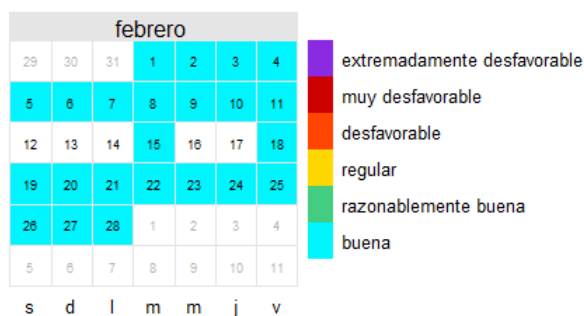 febrero
29 30 31 1 2 3 4
5 6 7 8 9 10 11
12 13 14 15 16 17 18
19 20 21 22 23 24 25
26 27 28 1 2 3 4
5 6 7 8 9 10 11
s d l m m j v
extremadamente desfavorable
muy desfavorable
desfavorable
regular
razonablemente buena
buena